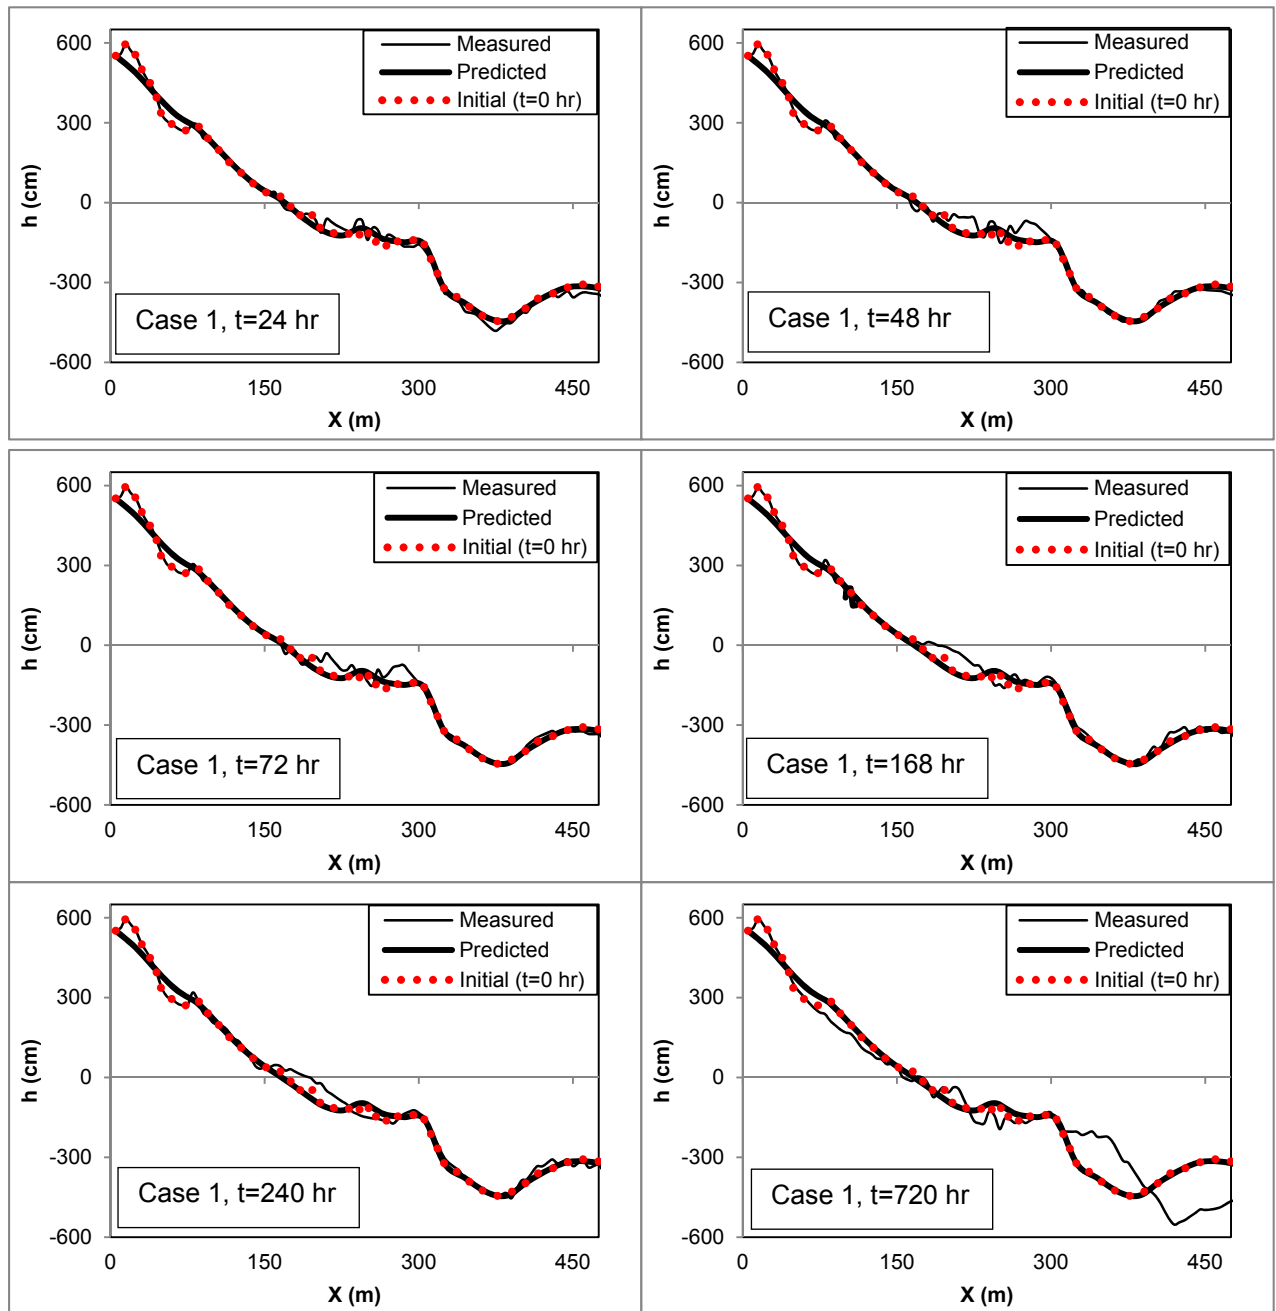 600
300
0
-300
-600
h (cm)
Measured
Predicted
Initial (t=0 hr)
Case 1, t=24 hr
0 150 300 450
X (m)
600
300
0
-300
-600
h (cm)
Measured
Predicted
Initial (t=0 hr)
Case 1, t=48 hr
0 150 300 450
X (m)
600
300
0
-300
-600
h (cm)
Measured
Predicted
Initial (t=0 hr)
Case 1, t=72 hr
0 150 300 450
X (m)
600
300
0
-300
-600
h (cm)
Measured
Predicted
Initial (t=0 hr)
Case 1, t=168 hr
0 150 300 450
X (m)
600
300
0
-300
-600
h (cm)
Measured
Predicted
Initial (t=0 hr)
Case 1, t=240 hr
0 150 300 450
X (m)
600
300
0
-300
-600
h (cm)
Measured
Predicted
Initial (t=0 hr)
Case 1, t=720 hr
0 150 300 450
X (m)